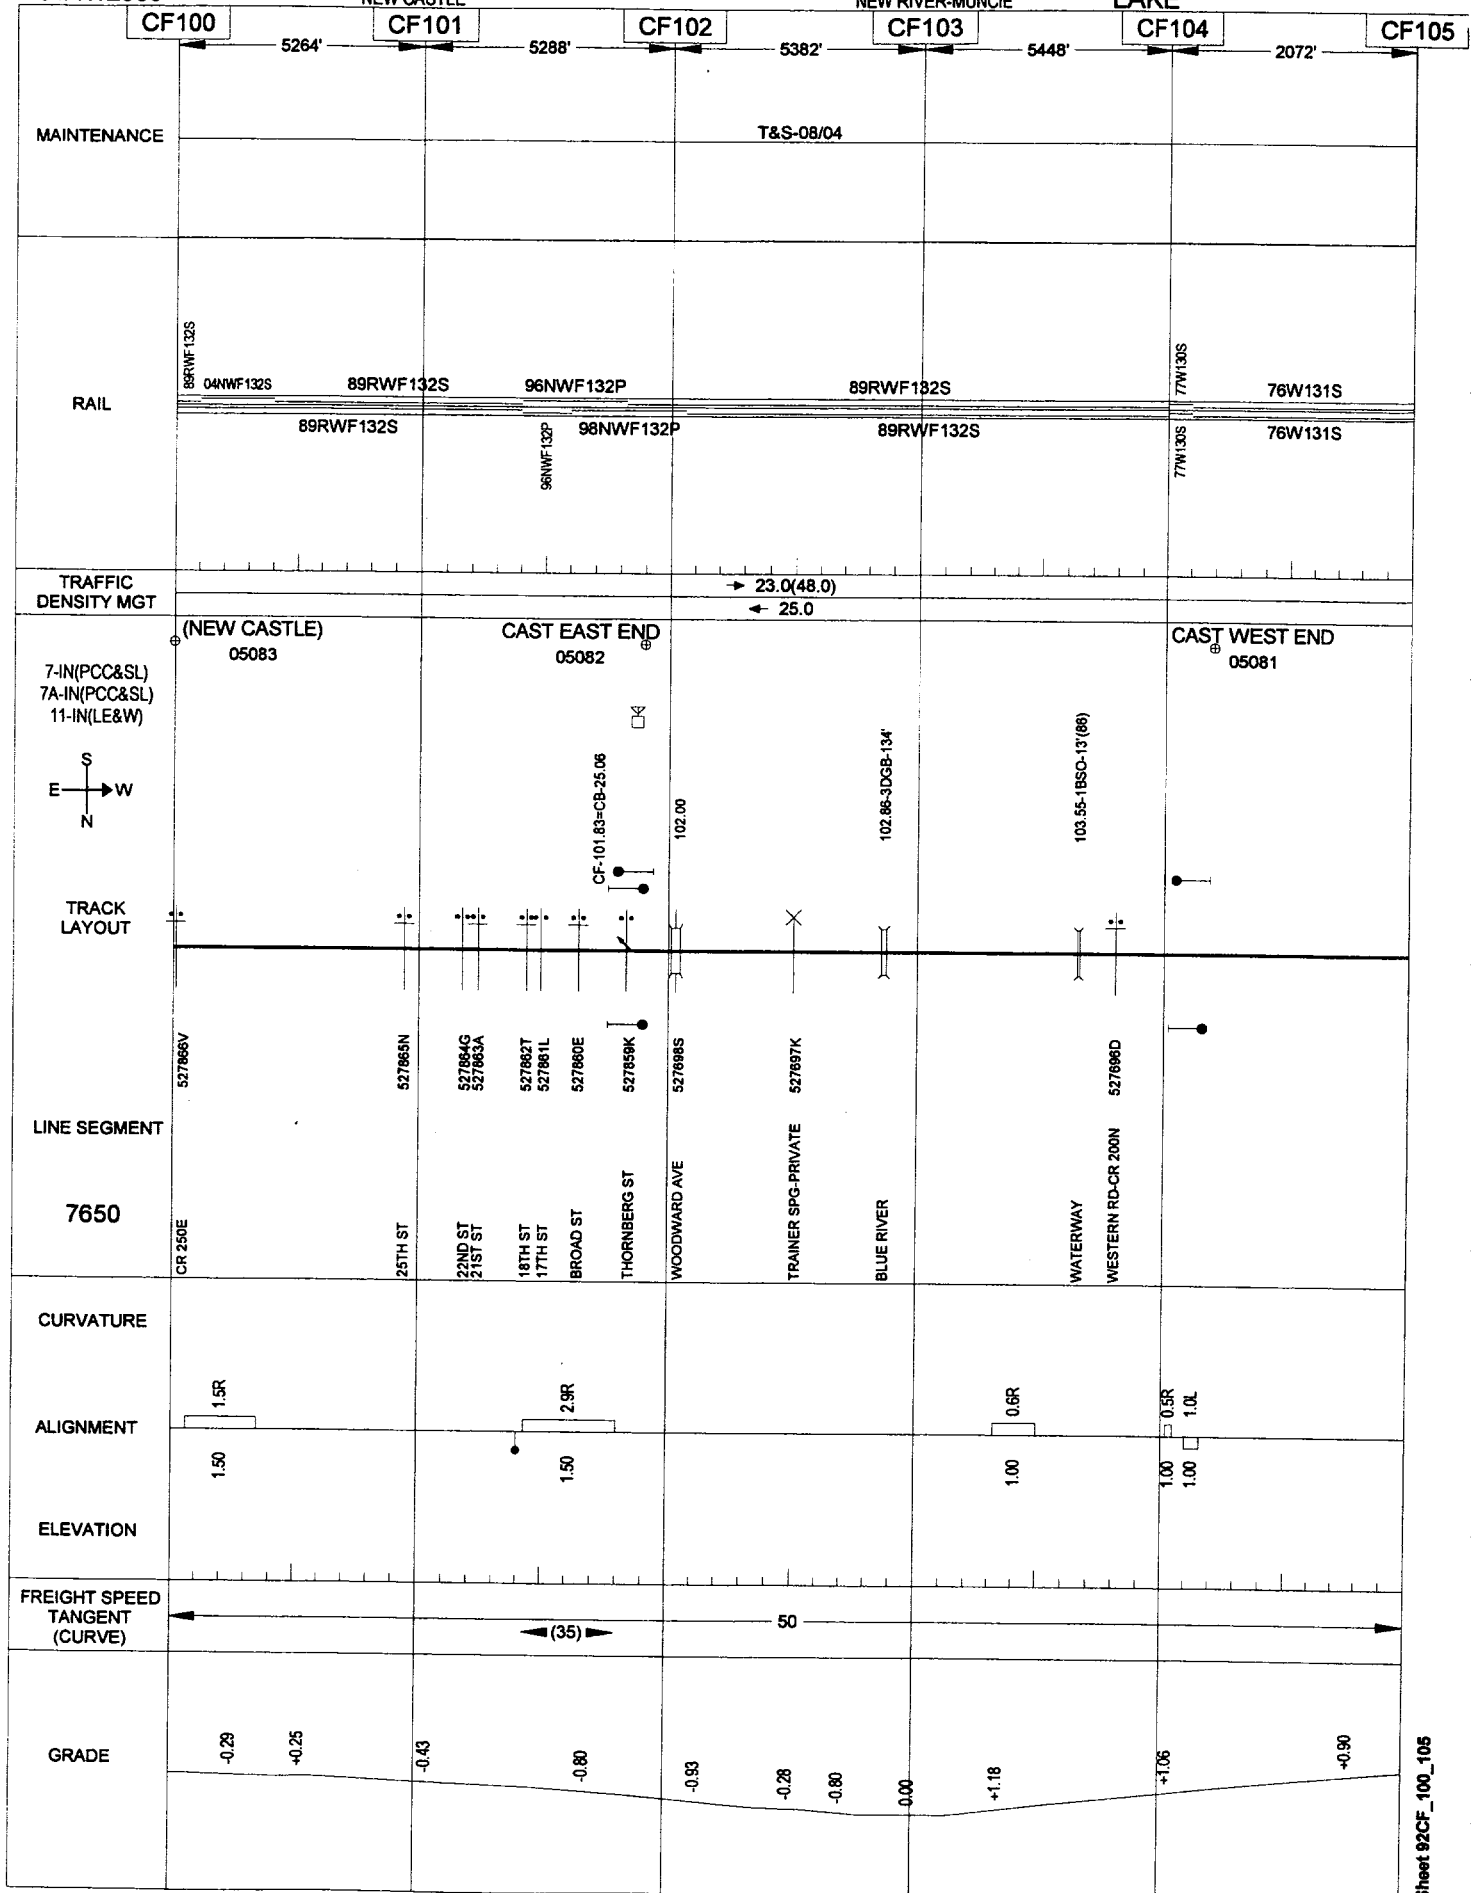 NEW CASTLE
NEW RIVER-MUNCIE
LAKE
CF100 CF101 CF102 CF103 CF104 CF105
5264' 5288' 5382' 5448' 2072'
MAINTENANCE
T&S-08/04
RAIL
89RWF132S
04NWF132S 89RWF132S 96NWF132P 89RWF132S 77W130S 76W131S
89RWF132S 96NWF132P 98NWF132P 89RWF132S 77W130S 76W131S
TRAFFIC
DENSITY MGT
23.0(48.0)
25.0
(NEW CASTLE)
05083
CAST EAST END
05082
CAST WEST END
05081
7-IN(PCC&SL)
7A-IN(PCC&SL)
11-IN(LE&W)
S
E W
N
CF-101.83=CB-25.06
102.00
102.86-3DGB-134'
103.55-1BSO-13'(86)
TRACK
LAYOUT
527866V
527865N
527864G
527863A
527862T
527861L
527860E
527859K
527698S
527697K
527696D
LINE SEGMENT
7650
CR 250E
25TH ST
22ND ST
21ST ST
18TH ST
17TH ST
BROAD ST
THORNBERG ST
WOODWARD AVE
TRAINER SPG-PRIVATE
BLUE RIVER
WATERWAY
WESTERN RD-CR 200N
CURVATURE
1.5R 2.9R 0.6R 0.5R 1.0L
ALIGNMENT
1.50 1.50 1.00 1.00 1.00
ELEVATION
FREIGHT SPEED
TANGENT
(CURVE)
50
(35)
GRADE
-0.29 +0.25 -0.43 -0.80 -0.93 -0.28 -0.80 0.00 +1.18 +1.06 +0.90
Sheet 92CF_100_105